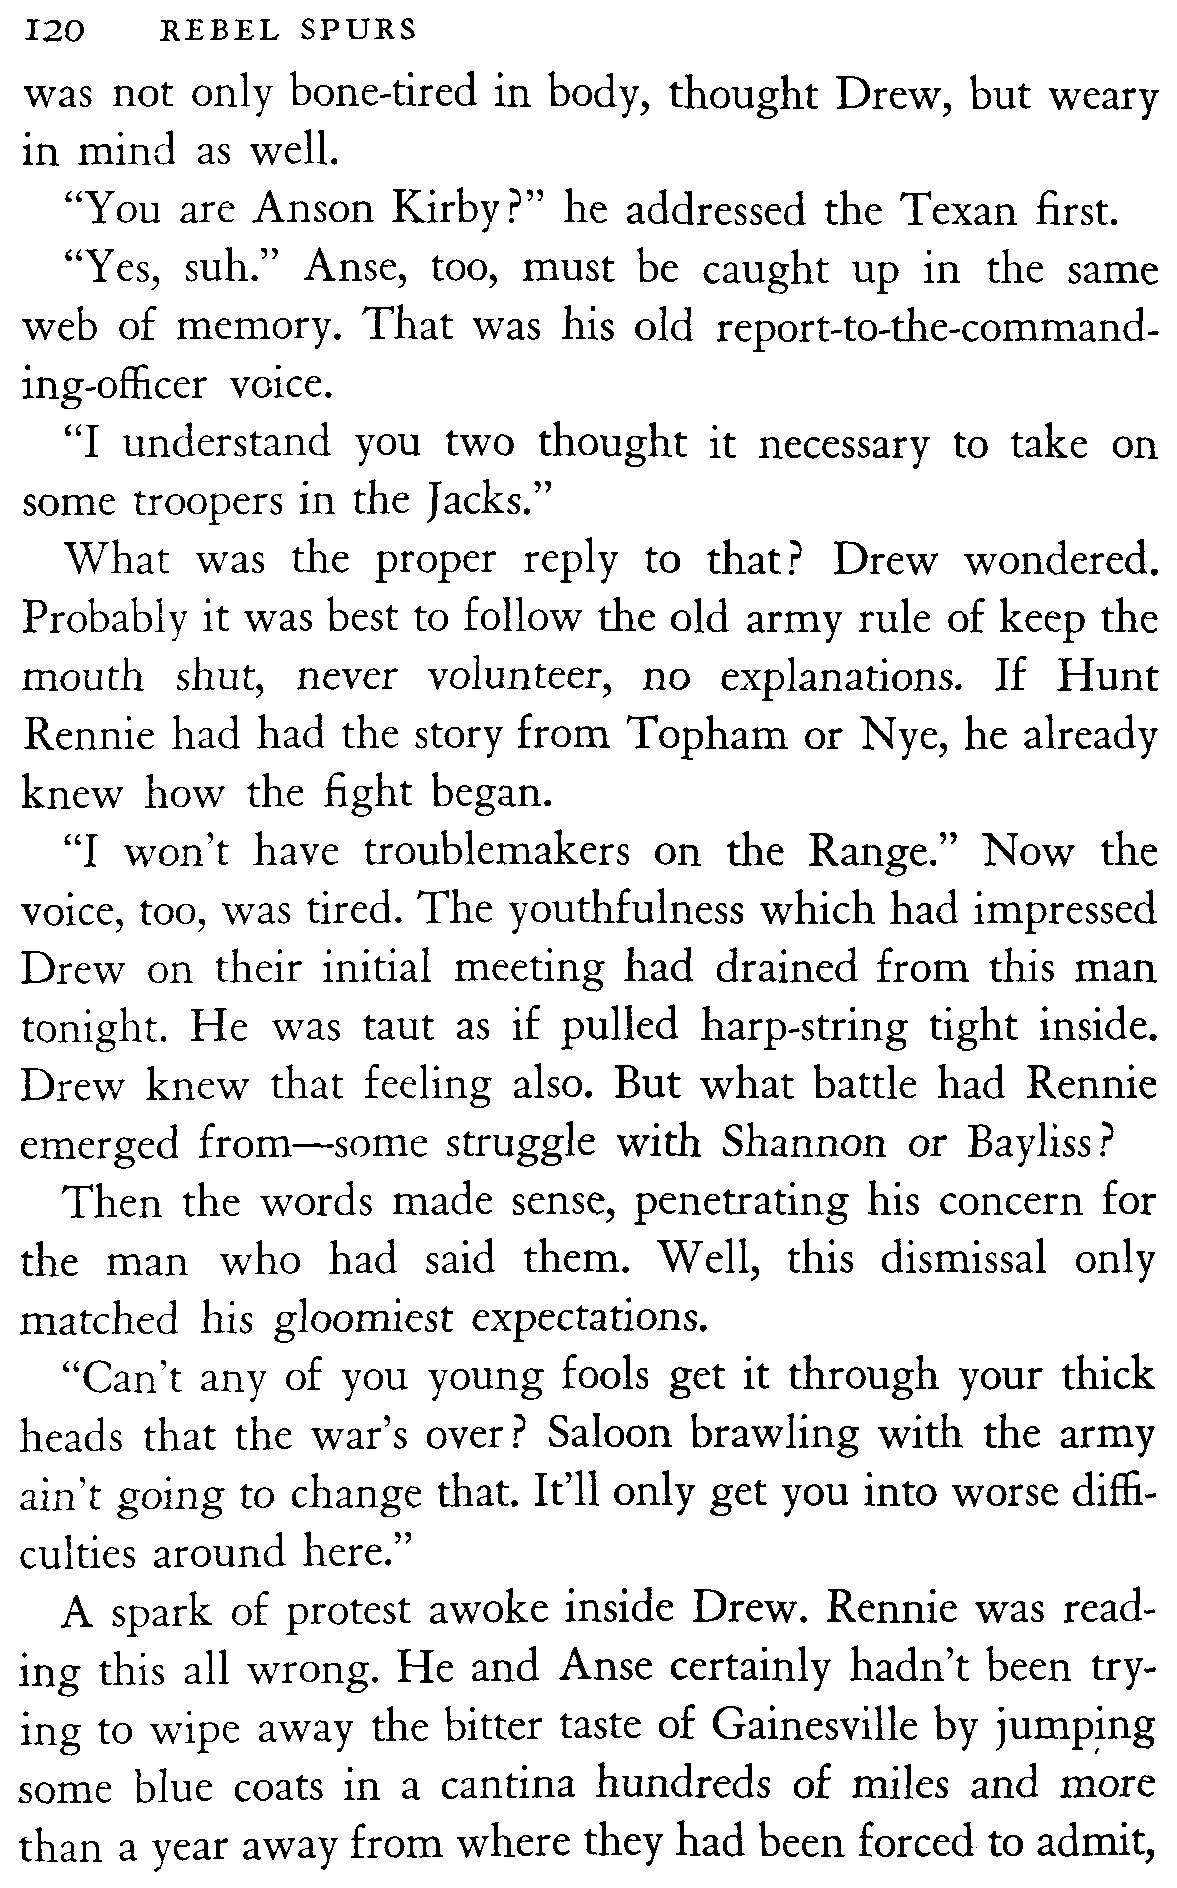 120 REBEL SPURS
was not only bone-tired in body, thought Drew, but weary
in mind as well.
“You are Anson Kirby?” he addressed the Texan first.
“Yes, suh.” Anse, too, must be caught up in the same
web of memory. That was his old report-to-the-command-
ing-officer voice.
“I understand you two thought it necessary to take on
some troopers in the Jacks.”
What was the proper reply to that? Drew wondered.
Probably it was best to follow the old army rule of keep the
mouth shut, never volunteer, no explanations. If Hunt
Rennie had had the story from Topham or Nye, he already
knew how the fight began.
“I won’t have troublemakers on the Range.” Now the
voice, too, was tired. The youthfulness which had impressed
Drew on their initial meeting had drained from this man
tonight. He was taut as if pulled harp-string tight inside.
Drew knew that feeling also. But what battle had Rennie
emerged from—some struggle with Shannon or Bayliss?
Then the words made sense, penetrating his concern for
the man who had said them. Well, this dismissal only
matched his gloomiest expectations.
“Can’t any of you young fools get it through your thick
heads that the war’s over? Saloon brawling with the army
ain’t going to change that. It’ll only get you into worse diffi-
culties around here.”
A spark of protest awoke inside Drew. Rennie was read-
ing this all wrong. He and Anse certainly hadn’t been try-
ing to wipe away the bitter taste of Gainesville by jumping
some blue coats in a cantina hundreds of miles and more
than a year away from where they had been forced to admit,